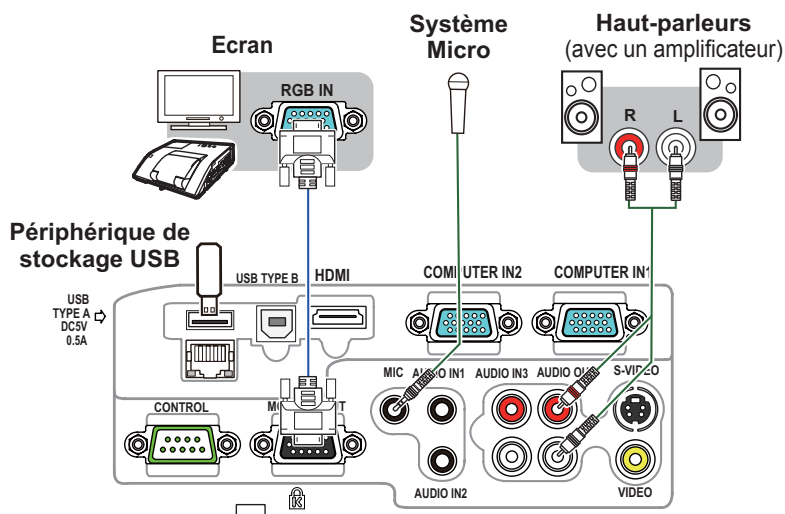 Ecran
Système
Micro
Haut-parleurs
(avec un amplificateur)
RGB IN
R
L
Périphérique de
stockage USB
USB TYPE B
HDMI
COMPUTER IN2
COMPUTER IN1
USB
TYPE A
DC5V
0.5A
MIC
IN1
AUDIO IN3
AUDIO
S-VIDEO
CONTROL
AUDIO IN2
VIDEO
K